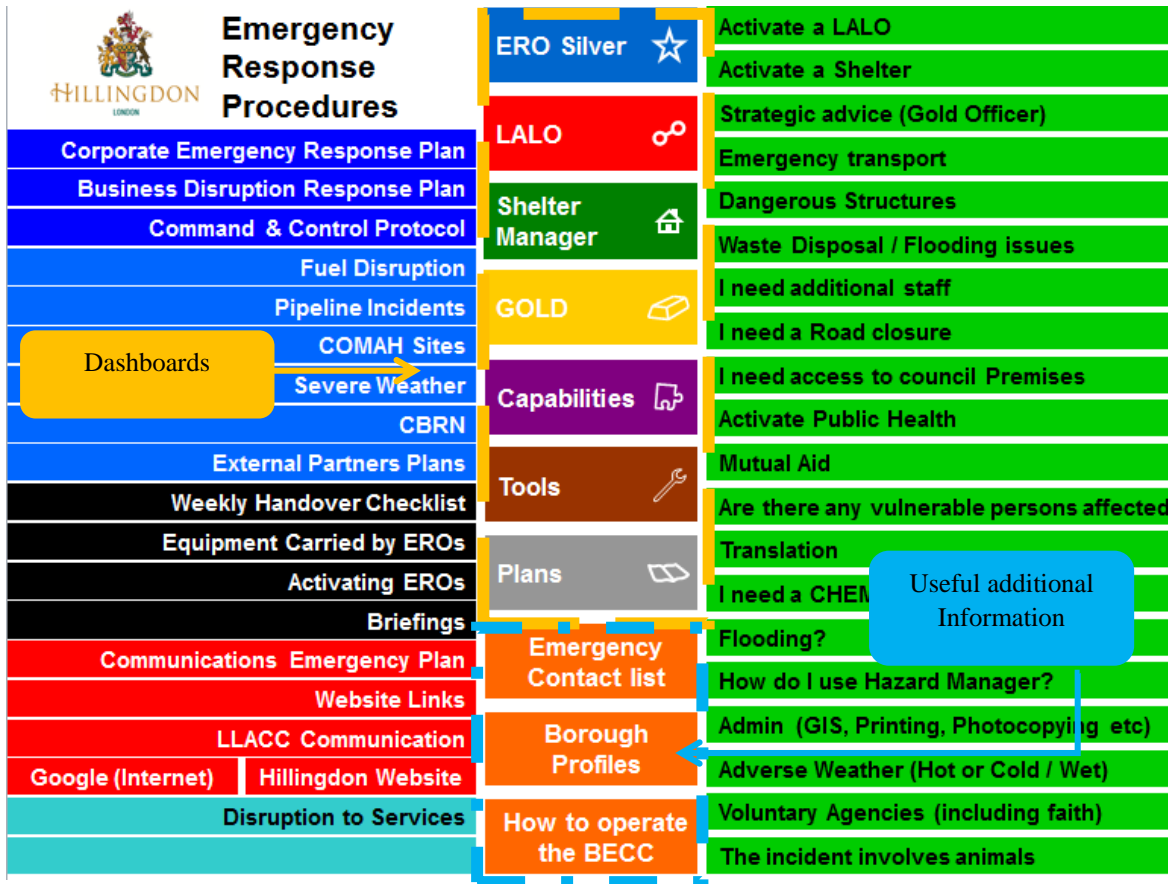 HILLINGDON
LONDON
Emergency
Response
Procedures
Corporate Emergency Response Plan
Business Disruption Response Plan
Command & Control Protocol
Fuel Disruption
Pipeline Incidents
COMAH Sites
Severe Weather
CBRN
External Partners Plans
Weekly Handover Checklist
Equipment Carried by EROs
Activating EROs
Briefings
Communications Emergency Plan
Website Links
LLACC Communication
Google (Internet)
Hillingdon Website
Disruption to Services
Dashboards
ERO Silver
LALO
Shelter
Manager
GOLD
Capabilities
Tools
Plans
Emergency
Contact list
Borough
Profiles
How to operate
the BECC
Activate a LALO
Activate a Shelter
Strategic advice (Gold Officer)
Emergency transport
Dangerous Structures
Waste Disposal / Flooding issues
I need additional staff
I need a Road closure
I need access to council Premises
Activate Public Health
Mutual Aid
Are there any vulnerable persons affected
Translation
I need a CHEM
Flooding?
How do I use Hazard Manager?
Admin (GIS, Printing, Photocopying etc)
Adverse Weather (Hot or Cold / Wet)
Voluntary Agencies (including faith)
The incident involves animals
Useful additional
Information